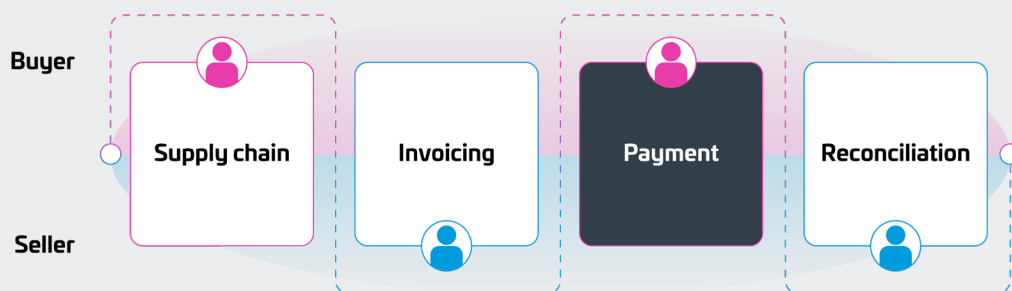 Buyer
Supply chain
Invoicing
Payment
Reconciliation
Seller